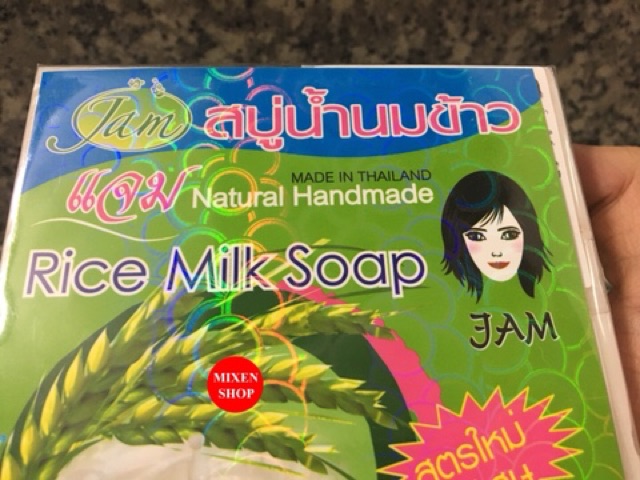 Jam สบู่น้ำนมข้าว
MADE IN THAILAND
แจม Natural Handmade
Rice Milk Soap
JAM
MIXEN
SHOP
สูตรใหม่